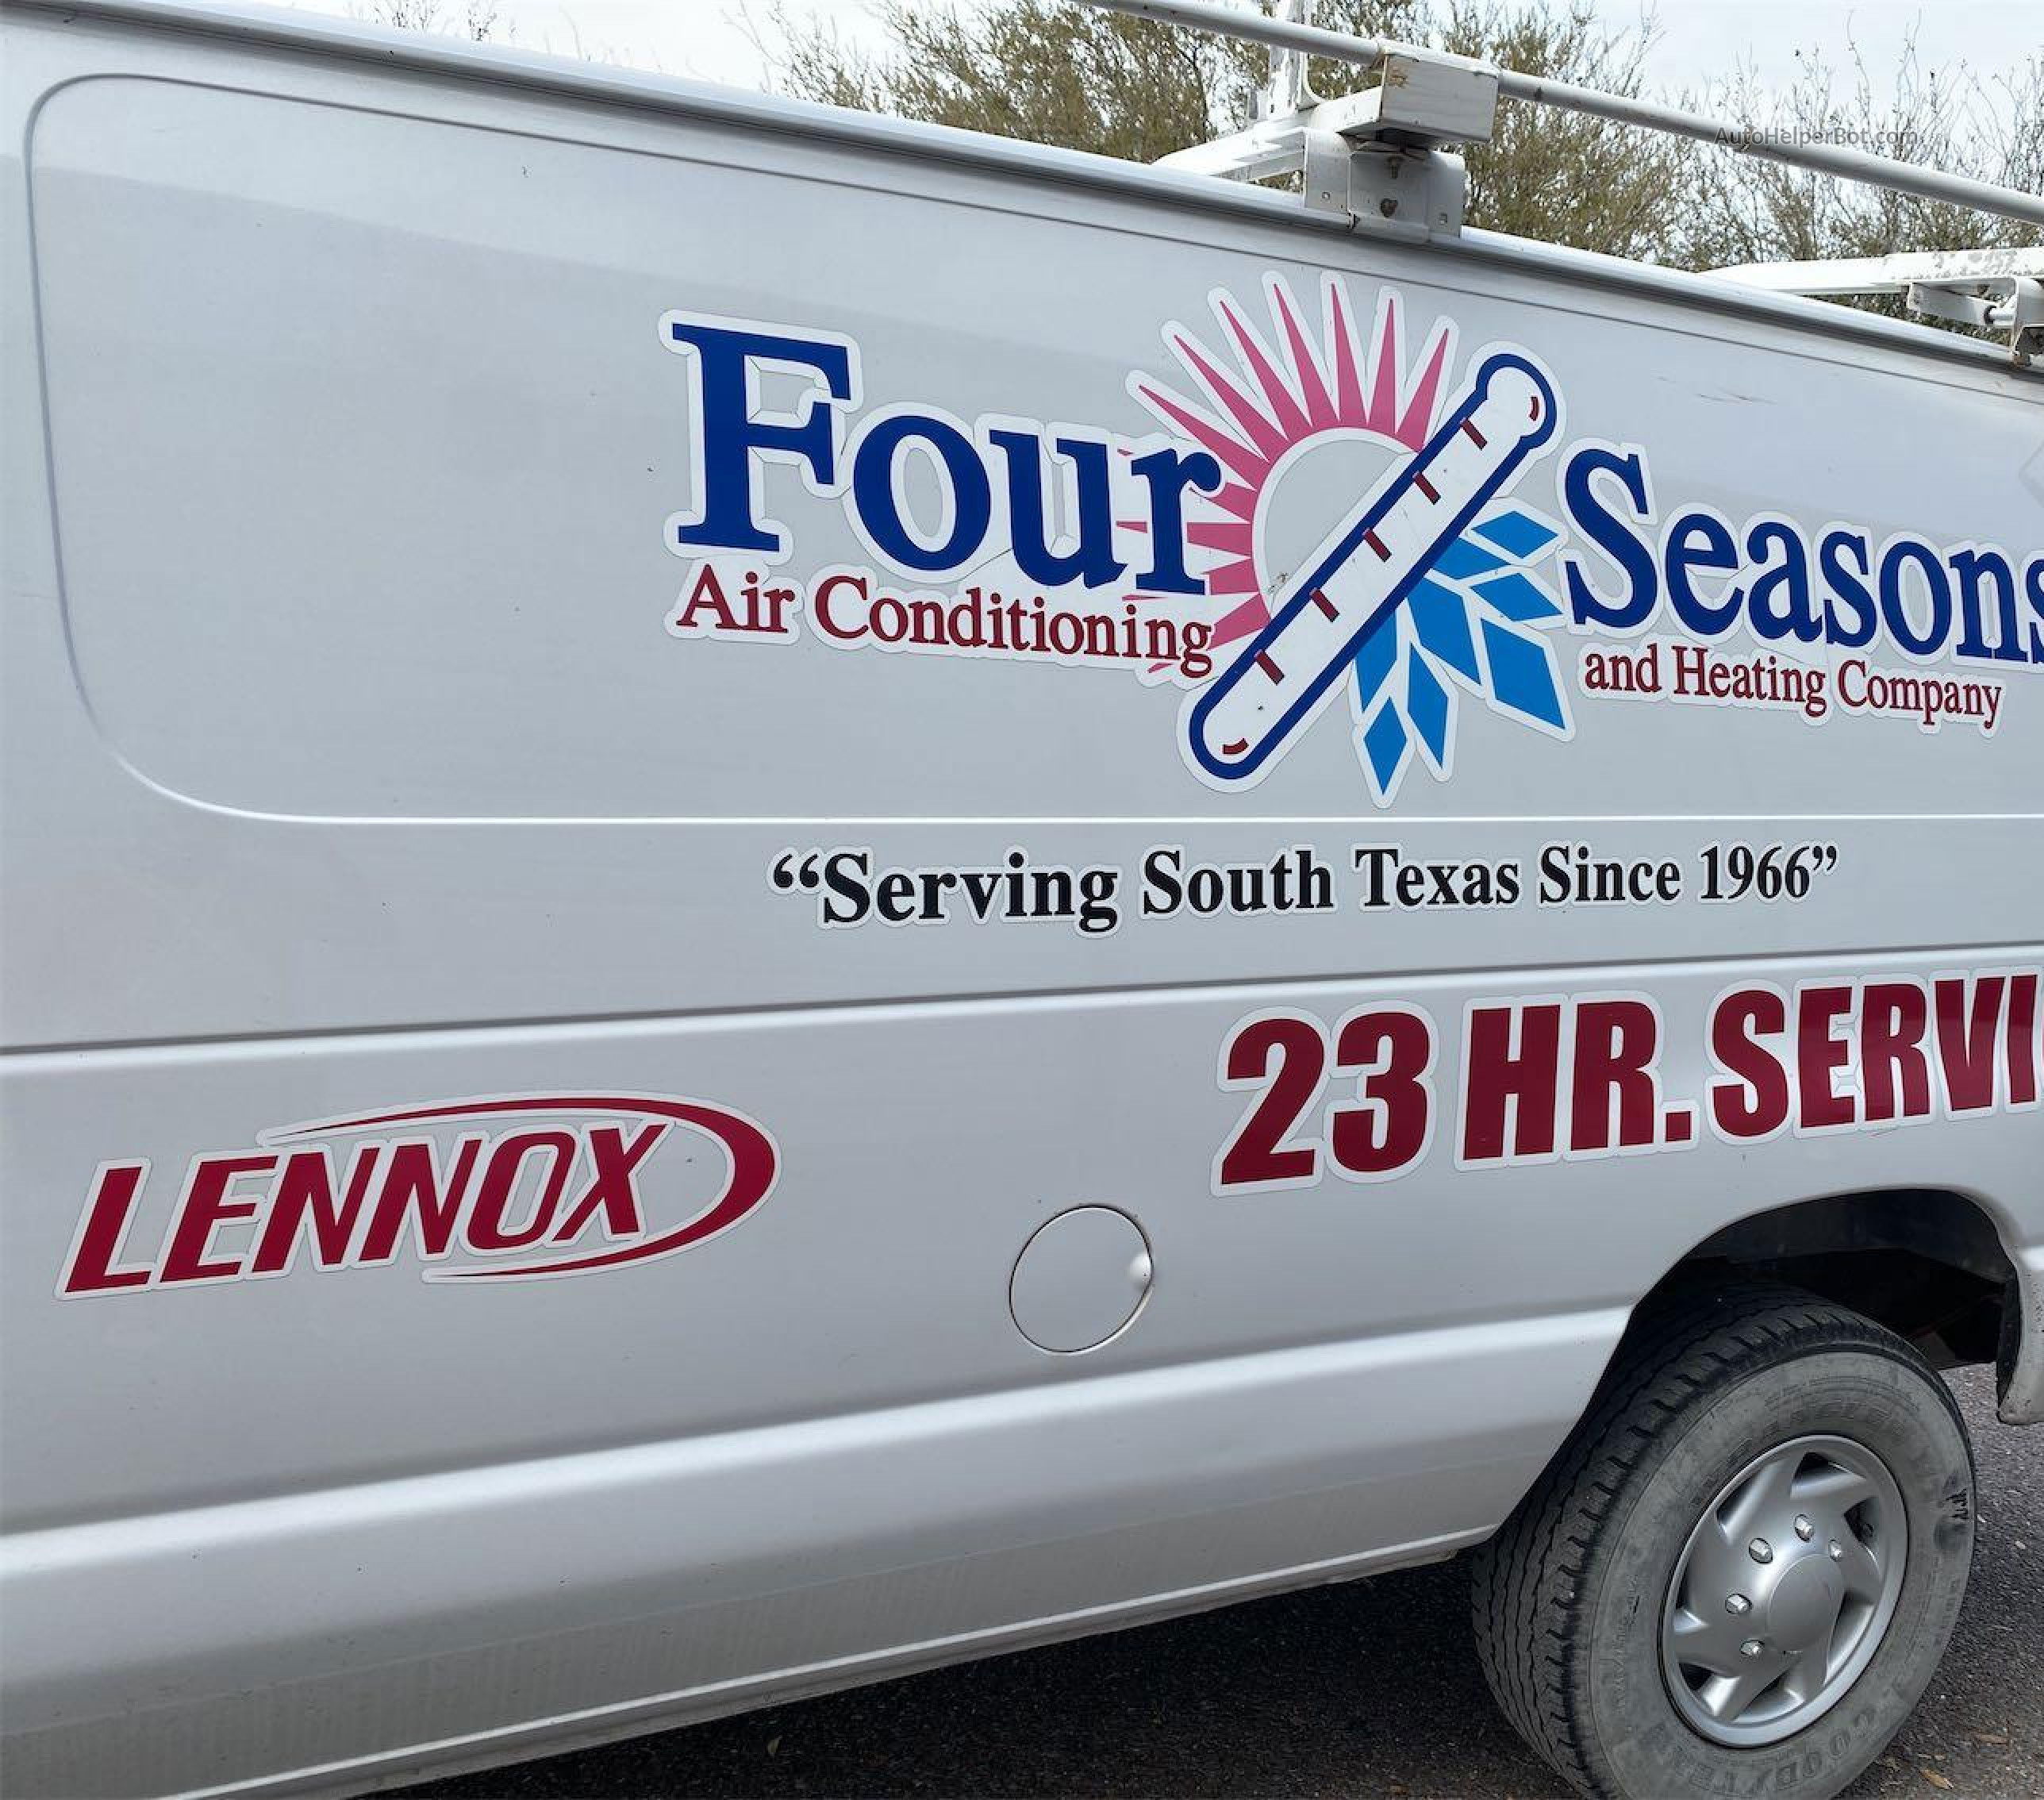 AutoHelperBot.com
Four Seasons
Air Conditioning and Heating Company
“Serving South Texas Since 1966”
23 HR. SERVI
LENNOX